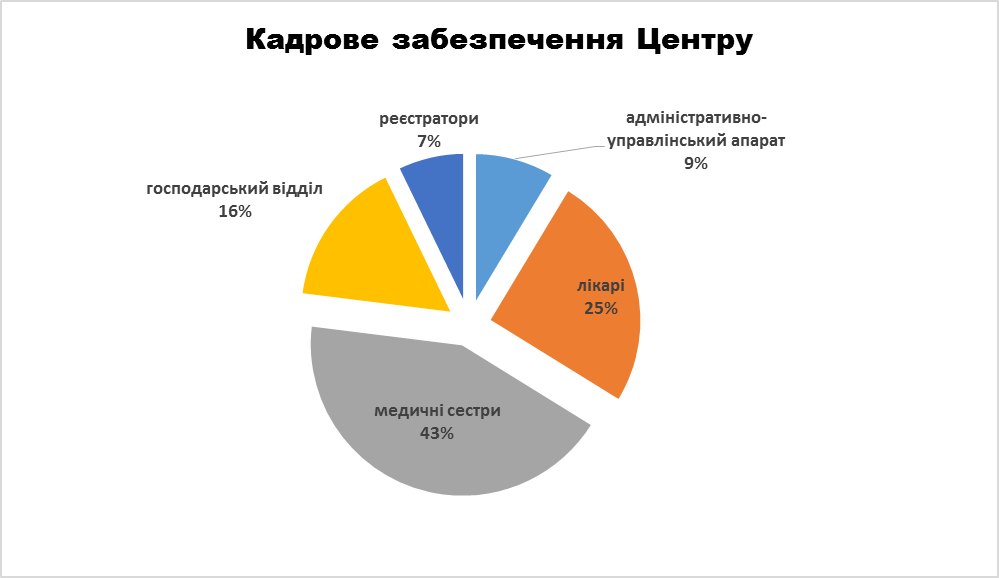 Кадрове забезпечення Центру
реєстратори
7%
адміністративно-
управлінський апарат
9%
господарський відділ
16%
лікарі
25%
медичні сестри
43%